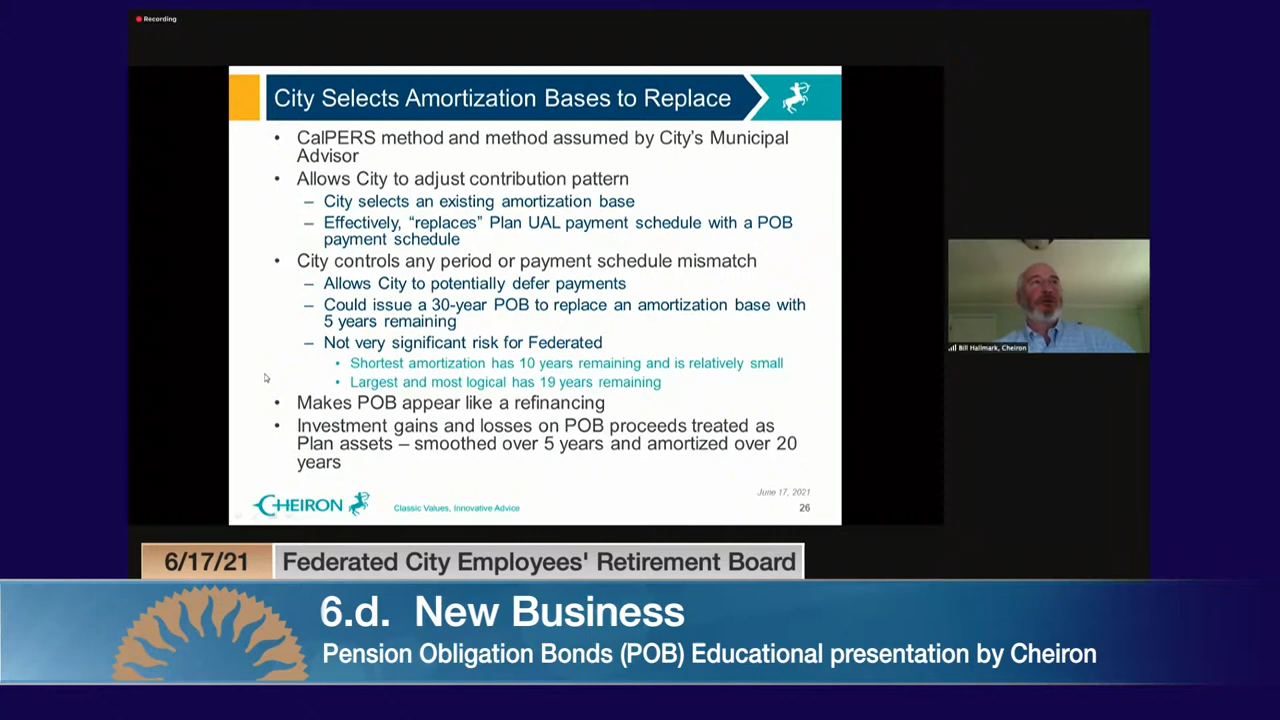 Recording
City Selects Amortization Bases to Replace
• CalPERS method and method assumed by City's Municipal
Advisor
• Allows City to adjust contribution pattern
– City selects an existing amortization base
– Effectively, “replaces” Plan UAL payment schedule with a POB
payment schedule
• City controls any period or payment schedule mismatch
– Allows City to potentially defer payments
– Could issue a 30-year POB to replace an amortization base with
5 years remaining
– Not very significant risk for Federated
• Shortest amortization has 10 years remaining and is relatively small
• Largest and most logical has 19 years remaining
• Makes POB appear like a refinancing
• Investment gains and losses on POB proceeds treated as
Plan assets – smoothed over 5 years and amortized over 20
years
June 17, 2021
CHEIRON
Classic Values, Innovative Advice
26
Bill Hallmark, Cheiron
6/17/21
Federated City Employees' Retirement Board
6.d. New Business
Pension Obligation Bonds (POB) Educational presentation by Cheiron